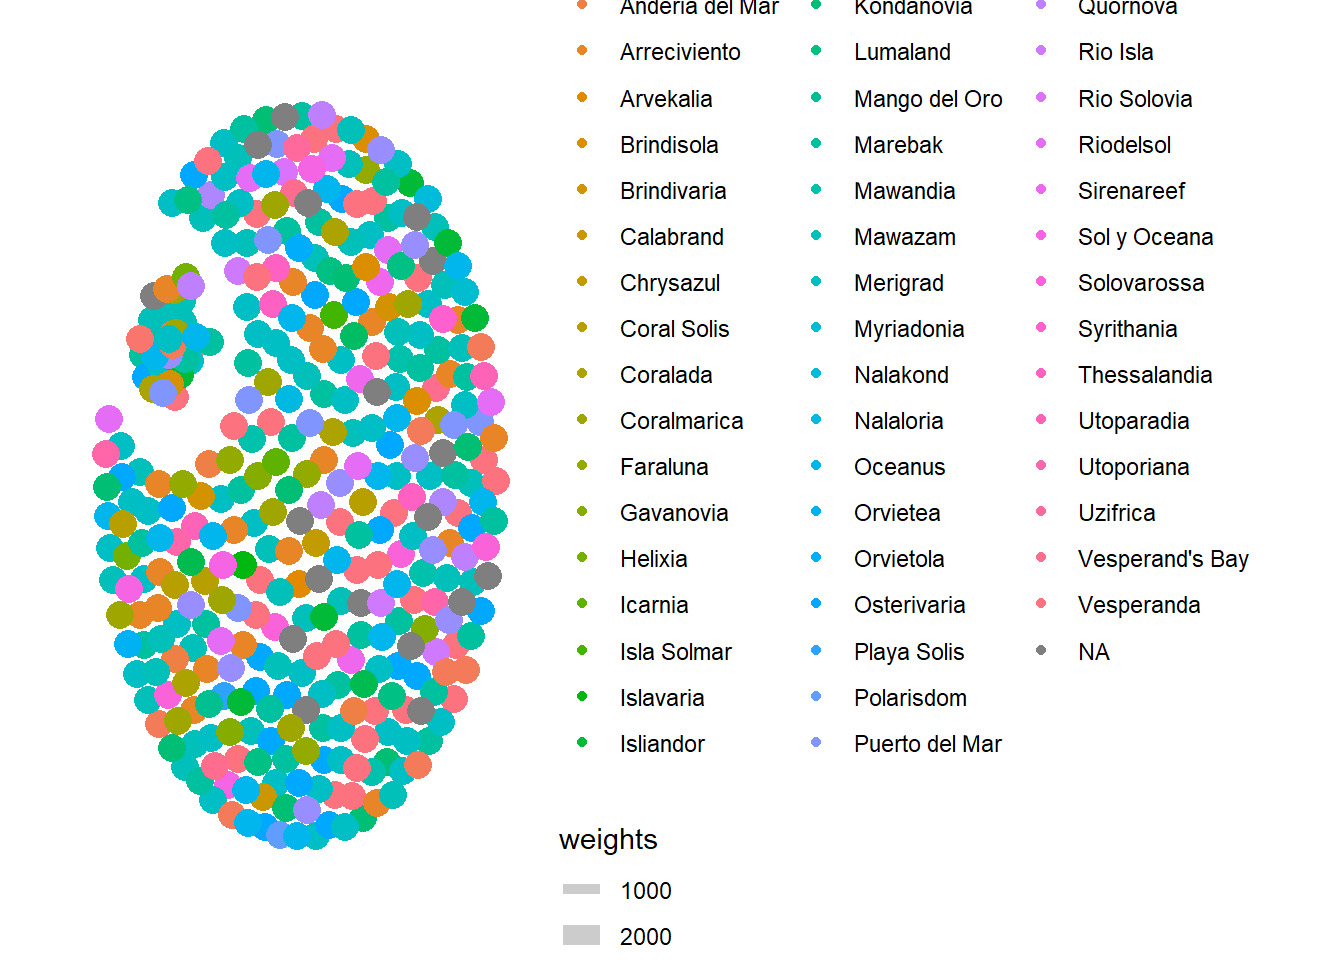 Anderia del Mar
Arreciviento
Arvekalia
Brindisola
Brindivaria
Calabrand
Chrysazul
Coral Solis
Coralada
Coralmarica
Faraluna
Gavanovia
Helixia
Icarnia
Isla Solmar
Islavaria
Isliandor
Kondanovia
Lumaland
Mango del Oro
Marebak
Mawandia
Mawazam
Merigrad
Myriadonia
Nalakond
Nalaloria
Oceanus
Orvietea
Orvietola
Osterivaria
Playa Solis
Polarisdom
Puerto del Mar
Quornova
Rio Isla
Rio Solovia
Riodelsol
Sirenareef
Sol y Oceana
Solovarossa
Syrithania
Thessalandia
Utoparadia
Utoporiana
Uzifrica
Vesperand's Bay
Vesperanda
NA
weights
1000
2000